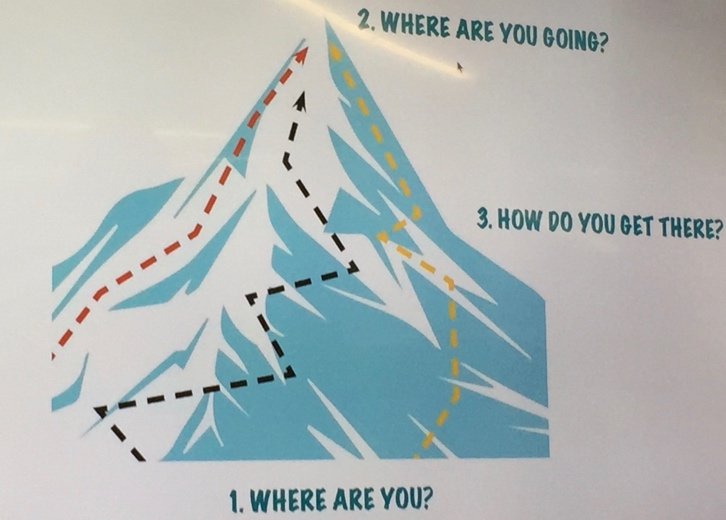 2. WHERE ARE YOU GOING?
3. HOW DO YOU GET THERE?
1. WHERE ARE YOU?